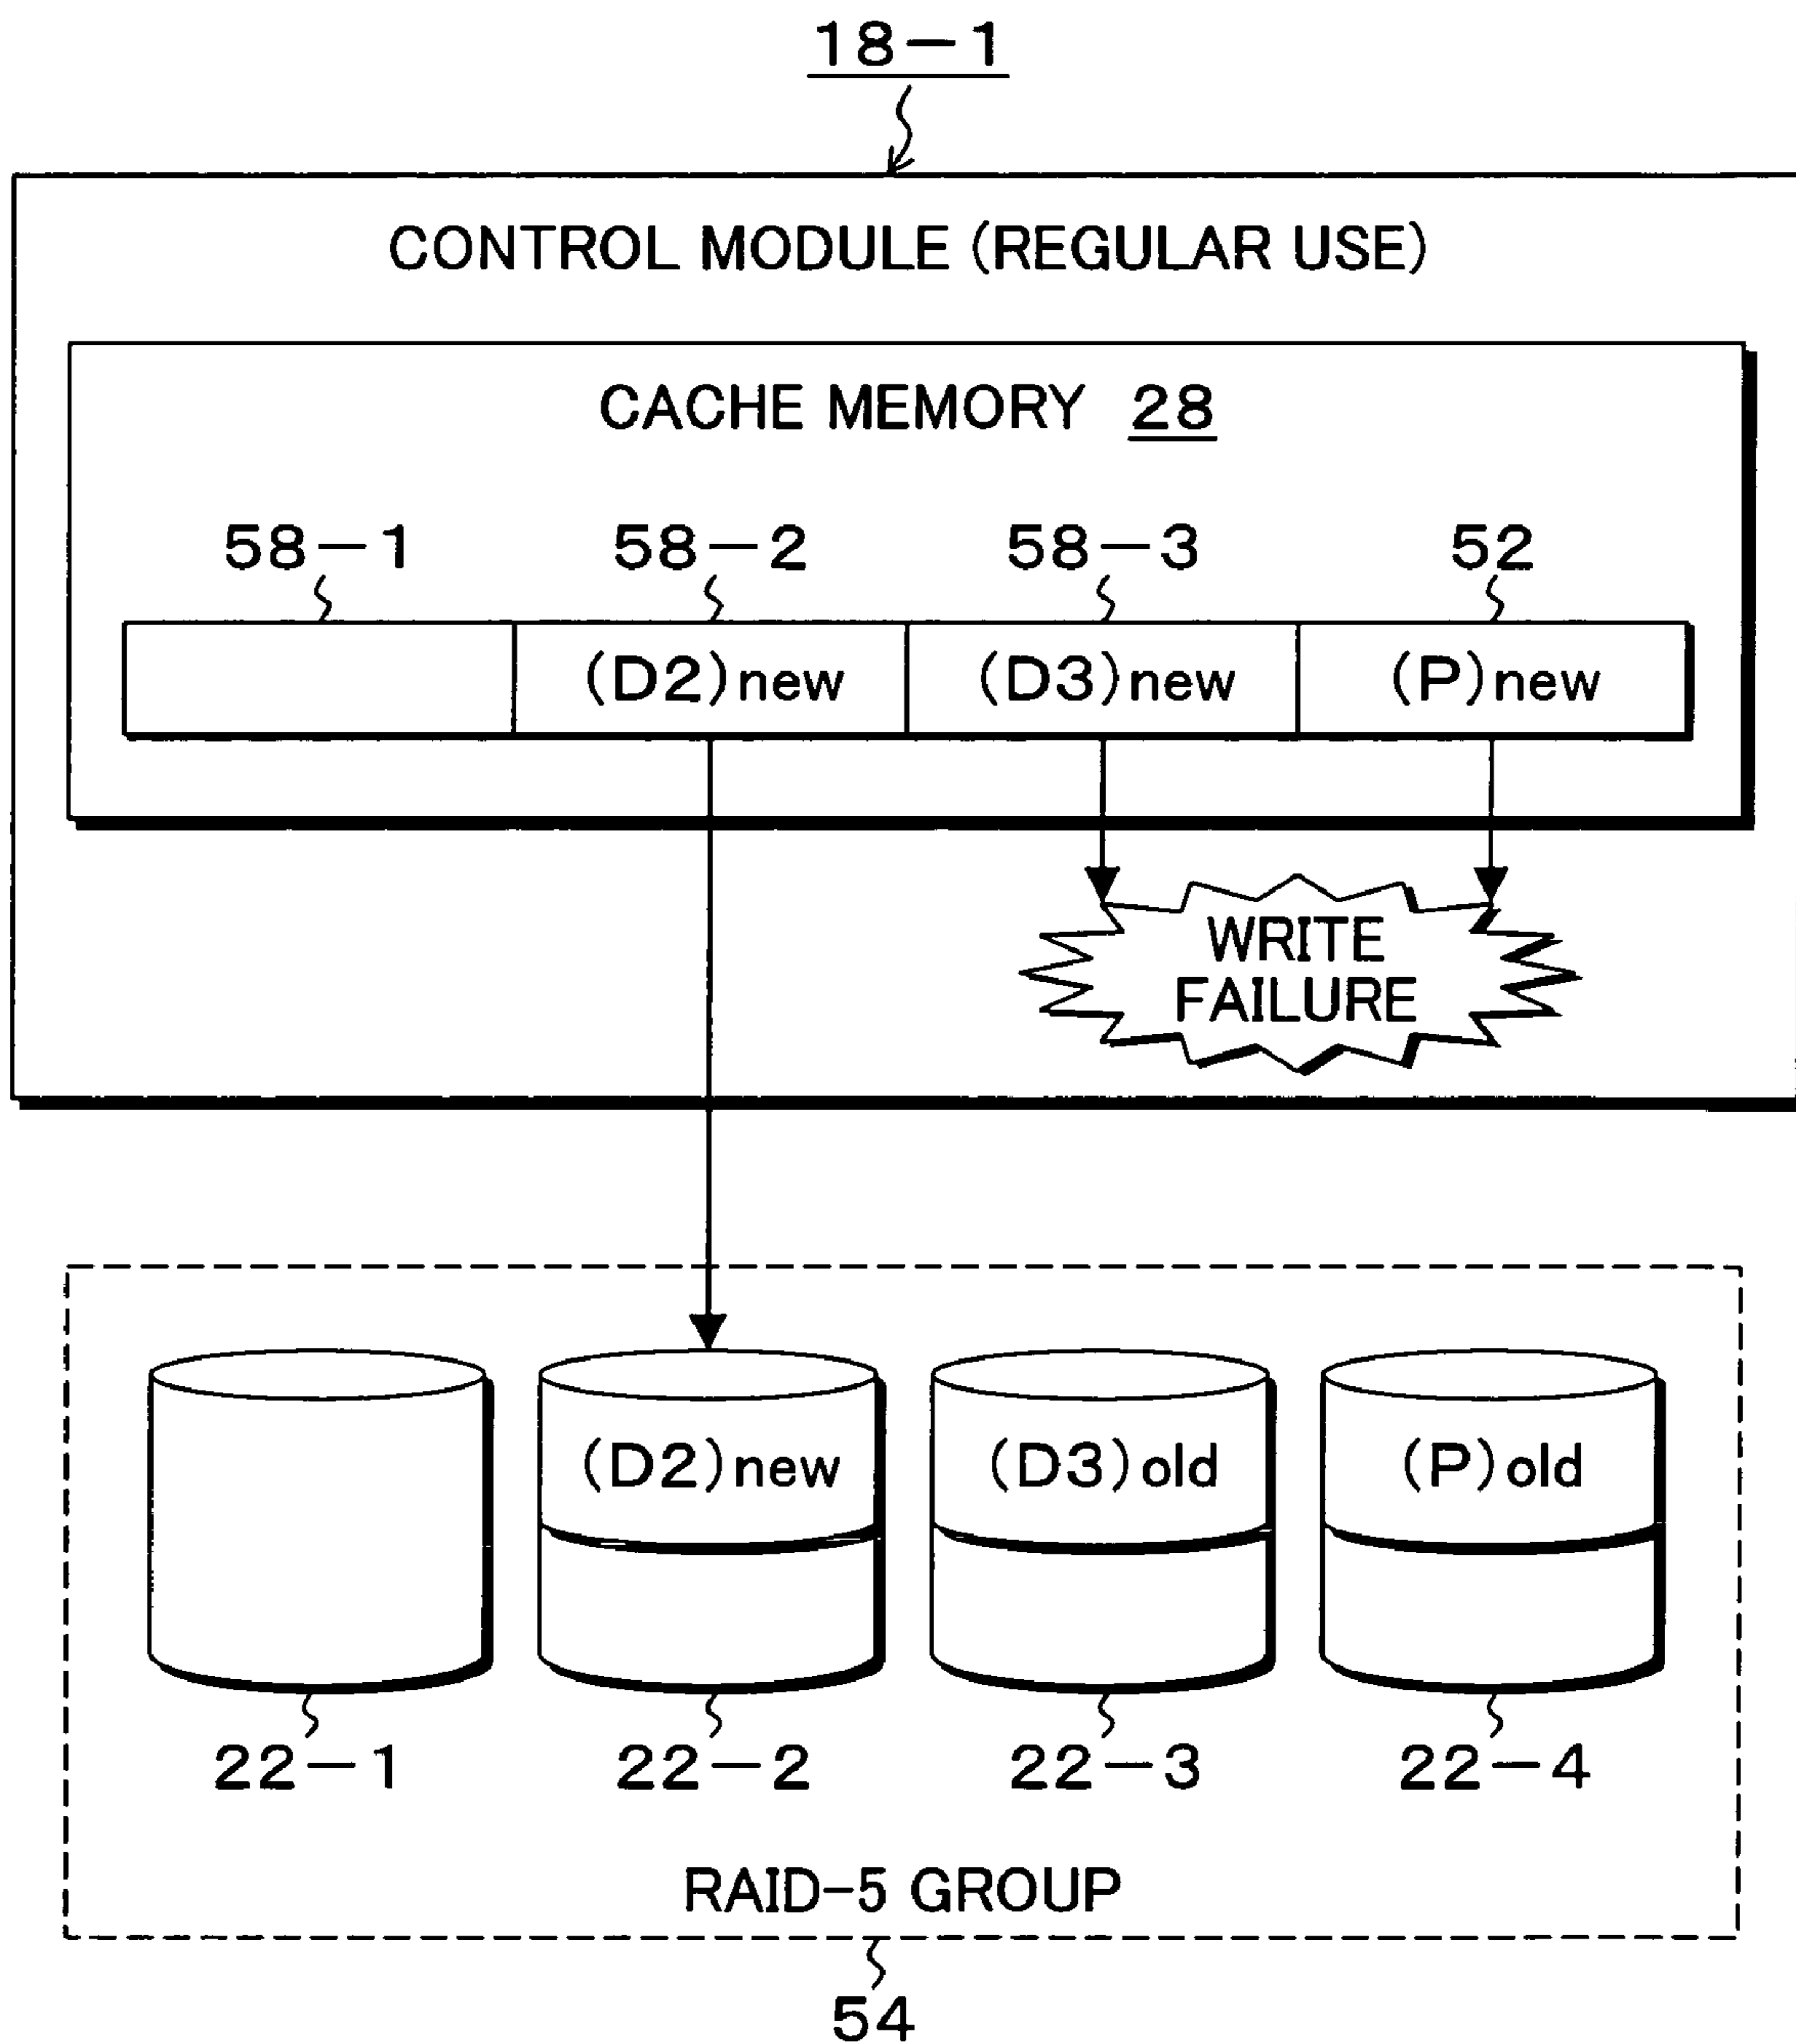 18-1
CONTROL MODULE (REGULAR USE)
CACHE MEMORY 28
58-1 58-2 58-3 52
(D2)new (D3)new (P)new
WRITE
FAILURE
(D2)new (D3)old (P)old
22-1 22-2 22-3 22-4
RAID-5 GROUP
54